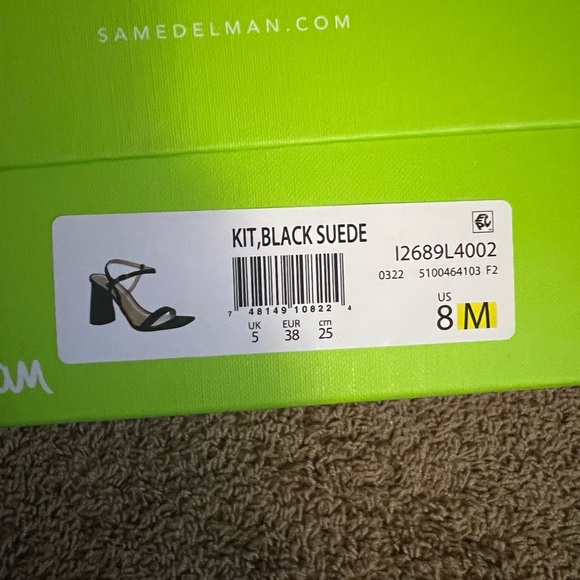 SAMEDELMAN.COM
KIT,BLACK SUEDE
I2689L4002
0322 5100464103 F2
7 48149 10822 4
UK EUR cm
5 38 25
US
8 M